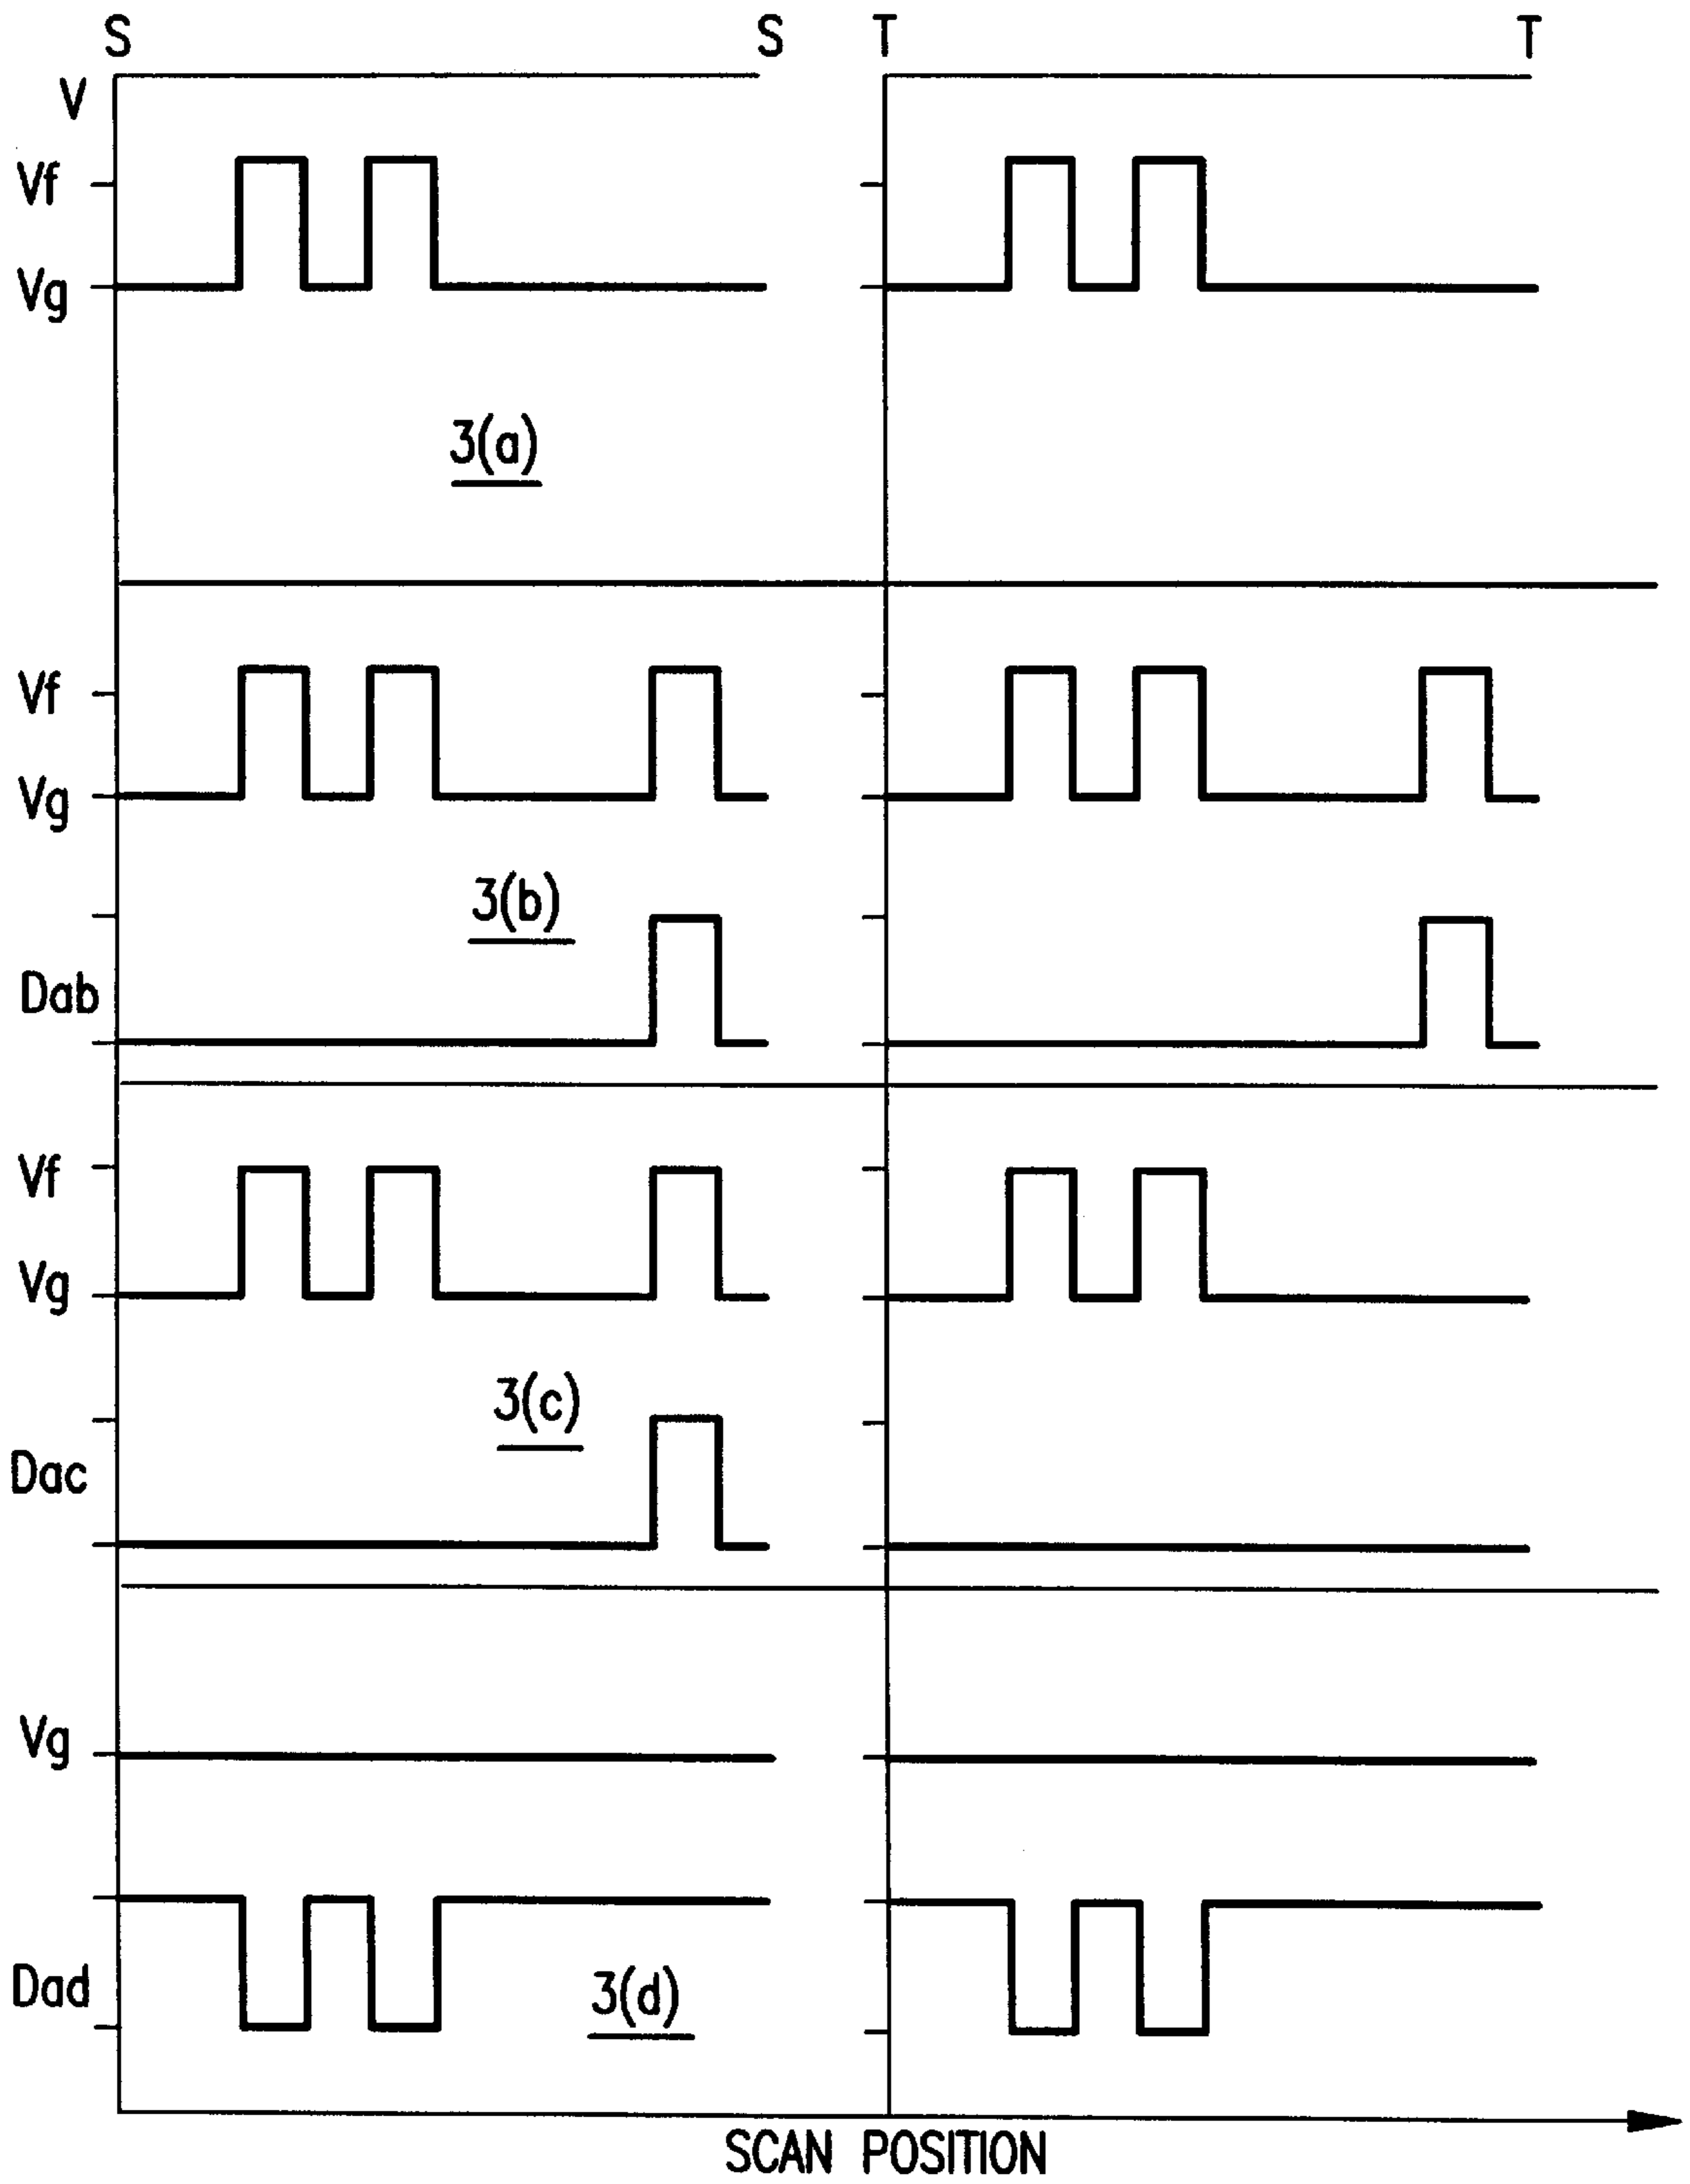 S S T T
V
Vf
Vg
3(a)
Vf
Vg
3(b)
Dab
Vf
Vg
3(c)
Dac
Vg
Dad
3(d)
SCAN POSITION